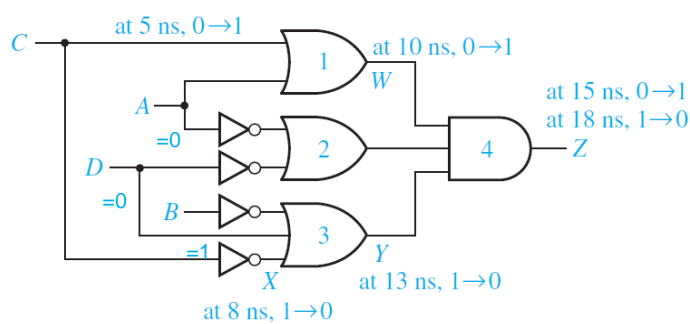 at 5 ns, 0→1
C
1
at 10 ns, 0→1
W
A
=0
at 15 ns, 0→1
at 18 ns, 1→0
2
4
Z
D
=0
B
3
=1
X
Y
at 13 ns, 1→0
at 8 ns, 1→0